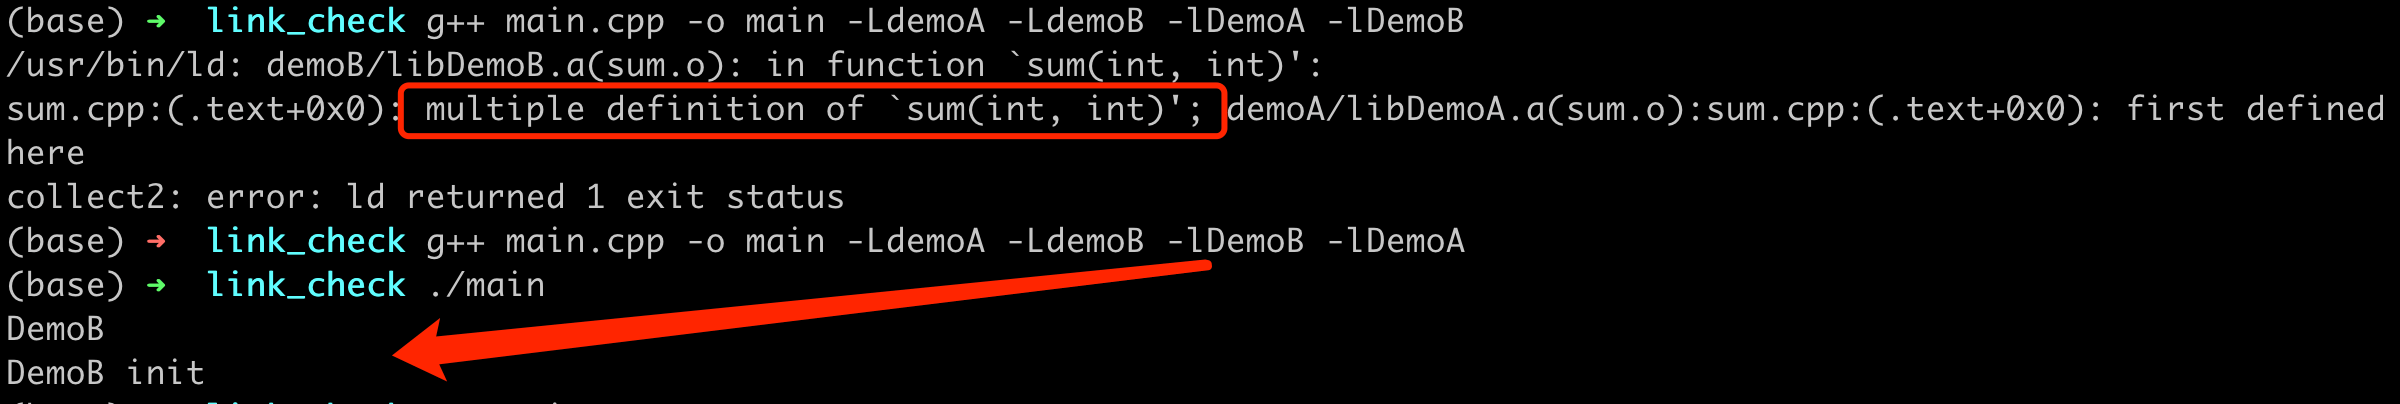 (base) ➜  link_check g++ main.cpp -o main -LdemoA -LdemoB -lDemoA -lDemoB
/usr/bin/ld: demoB/libDemoB.a(sum.o): in function `sum(int, int)':
sum.cpp:(.text+0x0): multiple definition of `sum(int, int)'; demoA/libDemoA.a(sum.o):sum.cpp:(.text+0x0): first defined
here
collect2: error: ld returned 1 exit status
(base) ➜  link_check g++ main.cpp -o main -LdemoA -LdemoB -lDemoB -lDemoA
(base) ➜  link_check ./main
DemoB
DemoB init